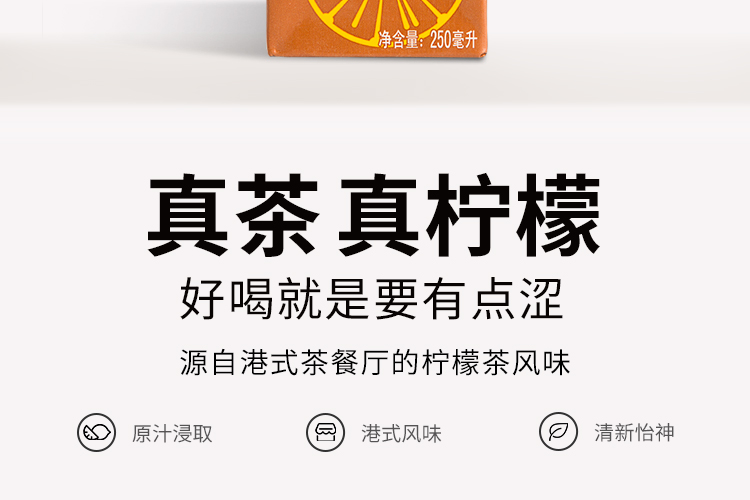 净含量：250毫升
真茶 真柠檬
好喝就是要有点涩
源自港式茶餐厅的柠檬茶风味
原汁浸取 港式风味 清新怡神